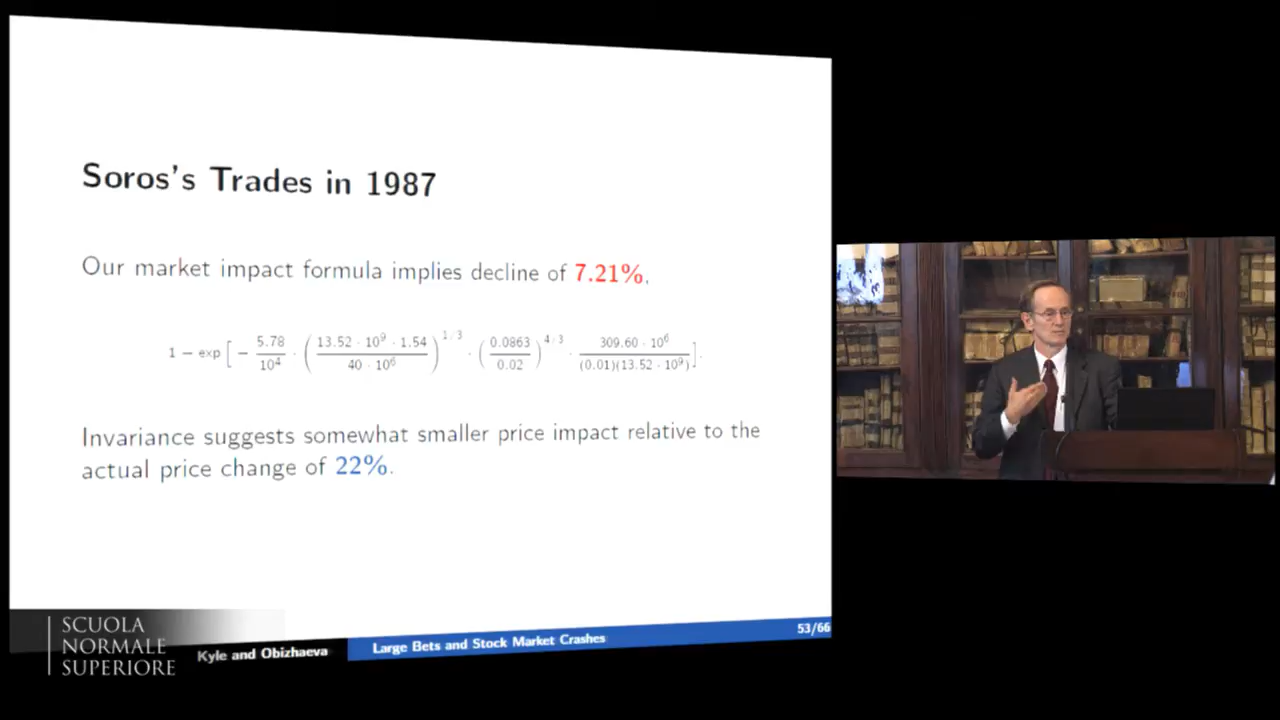 Soros's Trades in 1987
Our market impact formula implies decline of 7.21%,
1 − exp [ − 5.78/10⁴ · (13.52 · 10⁹ · 1.54 / 40 · 10⁶)^1/3 · (0.0863/0.02)^4/3 · 309.60 · 10⁶ / (0.01)(13.52 · 10⁹) ].
Invariance suggests somewhat smaller price impact relative to the
actual price change of 22%.
53/66
Kyle and Obizhaeva
Large Bets and Stock Market Crashes
SCUOLA
NORMALE
SUPERIORE